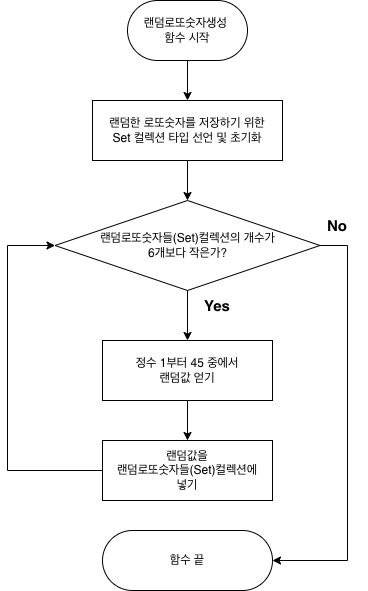 랜덤로또숫자생성
함수 시작
랜덤한 로또숫자를 저장하기 위한
Set 컬렉션 타입 선언 및 초기화
랜덤로또숫자들(Set)컬렉션의 개수가
6개보다 작은가?
No
Yes
정수 1부터 45 중에서
랜덤값 얻기
랜덤값을
랜덤로또숫자들(Set)컬렉션에
넣기
함수 끝